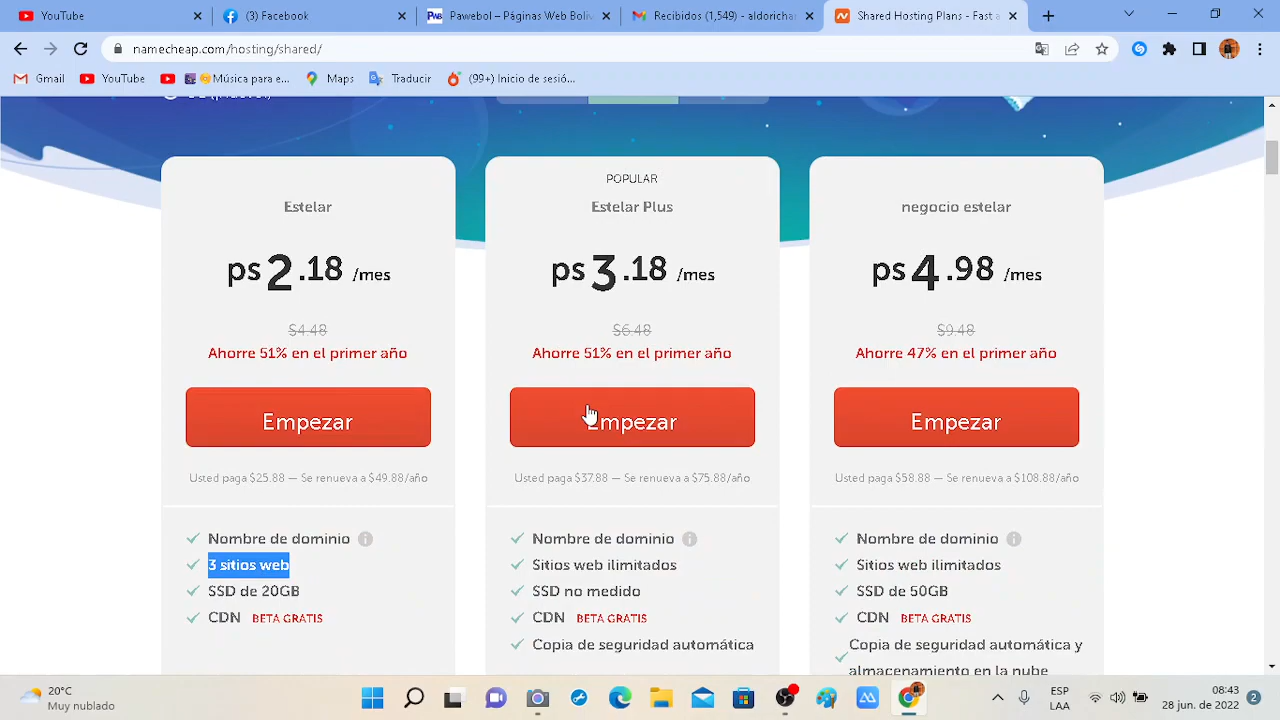 YouTube
(3) Facebook
Pawebol – Páginas Web Boliv
Recibidos (1,549) - sidorichar
Shared Hosting Plans - Fast a
namecheap.com/hosting/shared/
Gmail
YouTube
Música para e...
Maps
Traducir
(99+) Inicio de sesió...
POPULAR
Estelar
Estelar Plus
negocio estelar
ps2.18 /mes
ps3.18 /mes
ps4.98 /mes
$4.48
$6.48
$9.48
Ahorre 51% en el primer año
Ahorre 51% en el primer año
Ahorre 47% en el primer año
Empezar
Empezar
Empezar
Usted paga $25.88 — Se renueva a $49.88/año
Usted paga $37.88 — Se renueva a $75.88/año
Usted paga $58.88 — Se renueva a $108.88/año
Nombre de dominio
Nombre de dominio
Nombre de dominio
3 sitios web
Sitios web ilimitados
Sitios web ilimitados
SSD de 20GB
SSD no medido
SSD de 50GB
CDN BETA GRATIS
CDN BETA GRATIS
CDN BETA GRATIS
Copia de seguridad automática
Copia de seguridad automática y
almacenamiento en la nube
20°C
Muy nublado
ESP
LAA
08:43
28 jun. de 2022
2